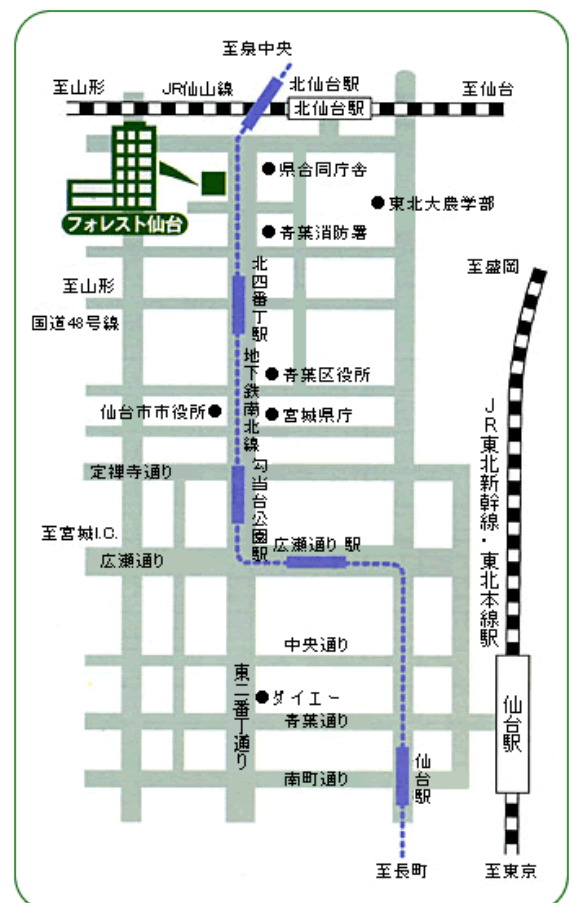 至泉中央
北仙台駅
至山形
JR仙山線
北仙台駅
至仙台
県合同庁舎
東北大農学部
フォレスト仙台
青葉消防署
至盛岡
北四番丁駅
至山形
国道48号線
地下鉄南北線
青葉区役所
仙台市市役所
宮城県庁
JR東北新幹線・東北本線駅
定禅寺通り
勾当台公園駅
至宮城I.C.
広瀬通り 駅
広瀬通り
中央通り
東二番丁通り
ダイエー
青葉通り
仙台駅
仙台駅
南町通り
至長町
至東京